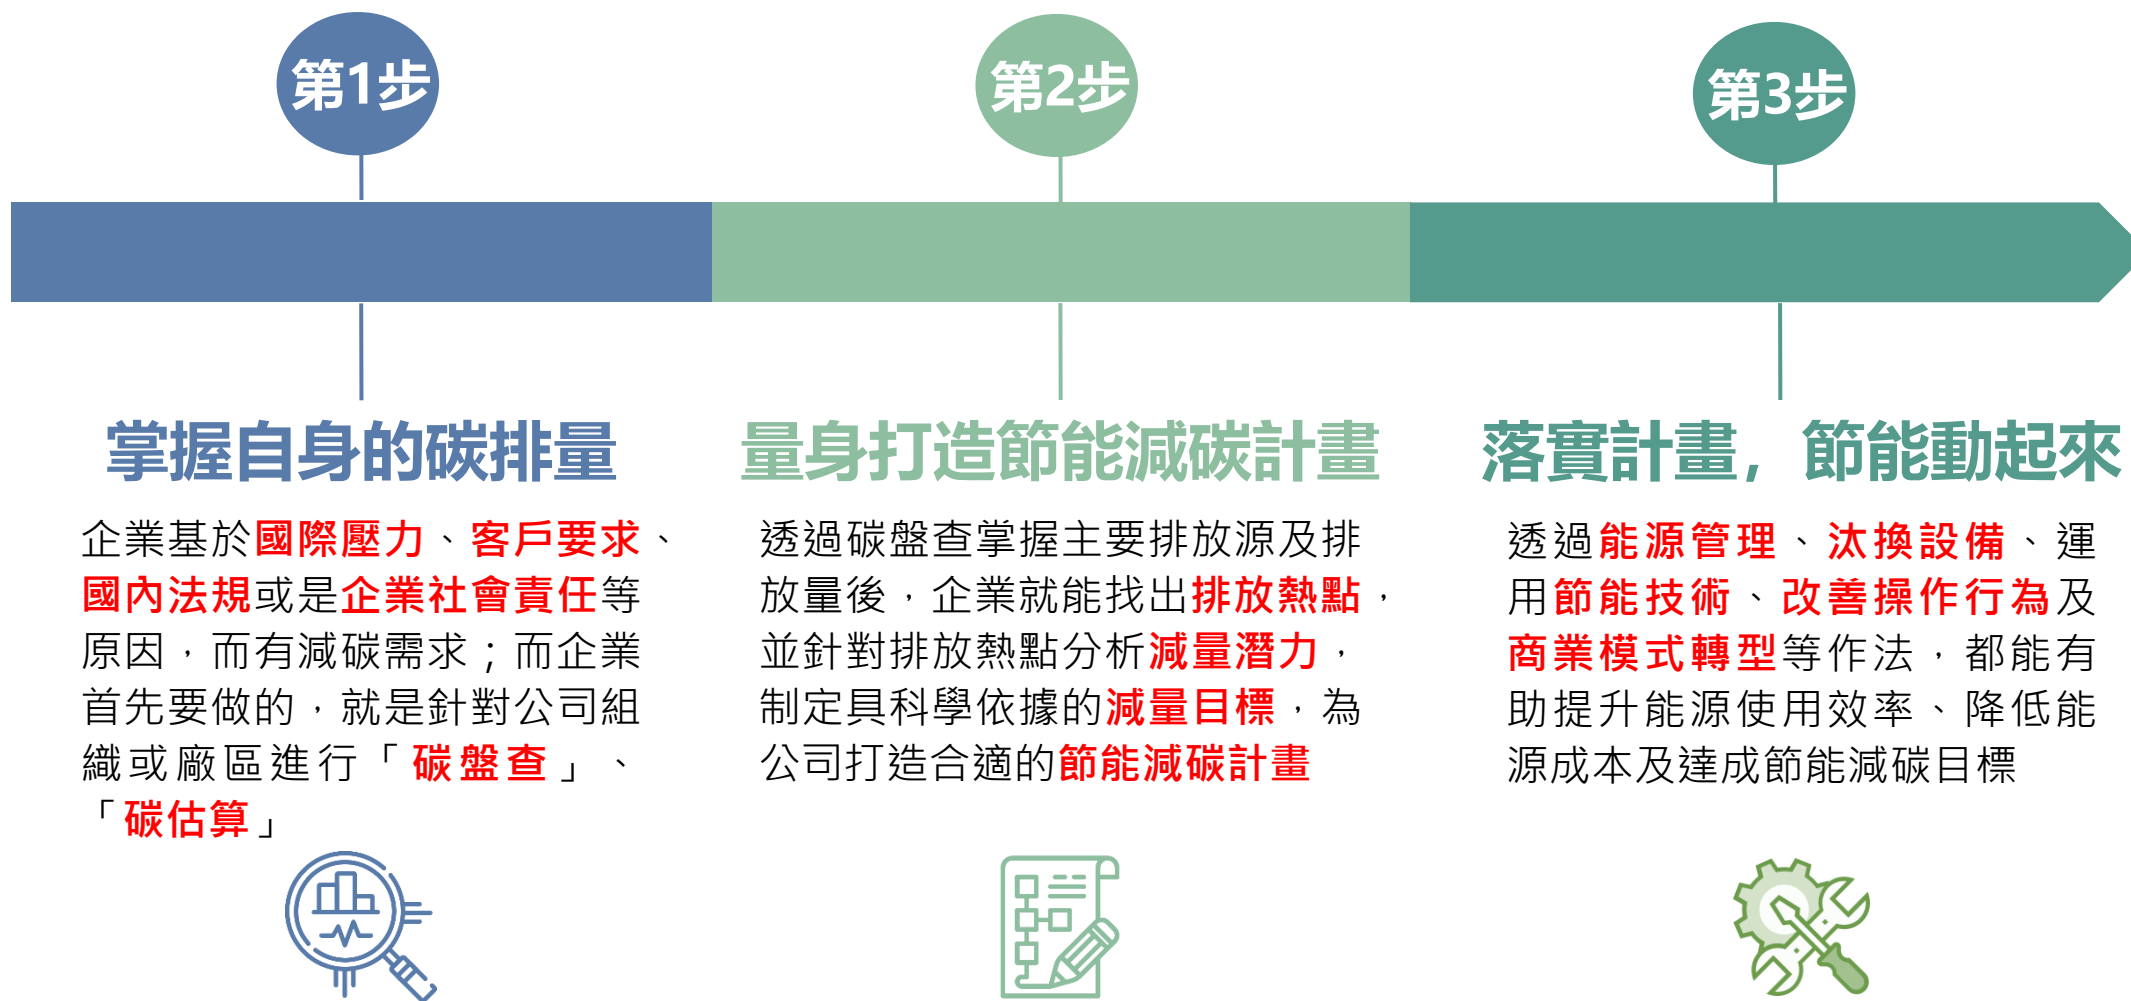 第1步
第2步
第3步
掌握自身的碳排量
企業基於國際壓力、客戶要求、
國內法規或是企業社會責任等
原因，而有減碳需求；而企業
首先要做的，就是針對公司組
織或廠區進行「碳盤查」、
「碳估算」
量身打造節能減碳計畫
透過碳盤查掌握主要排放源及排
放量後，企業就能找出排放熱點，
並針對排放熱點分析減量潛力，
制定具科學依據的減量目標，為
公司打造合適的節能減碳計畫
落實計畫，節能動起來
透過能源管理、汰換設備、運
用節能技術、改善操作行為及
商業模式轉型等作法，都能有
助提升能源使用效率、降低能
源成本及達成節能減碳目標